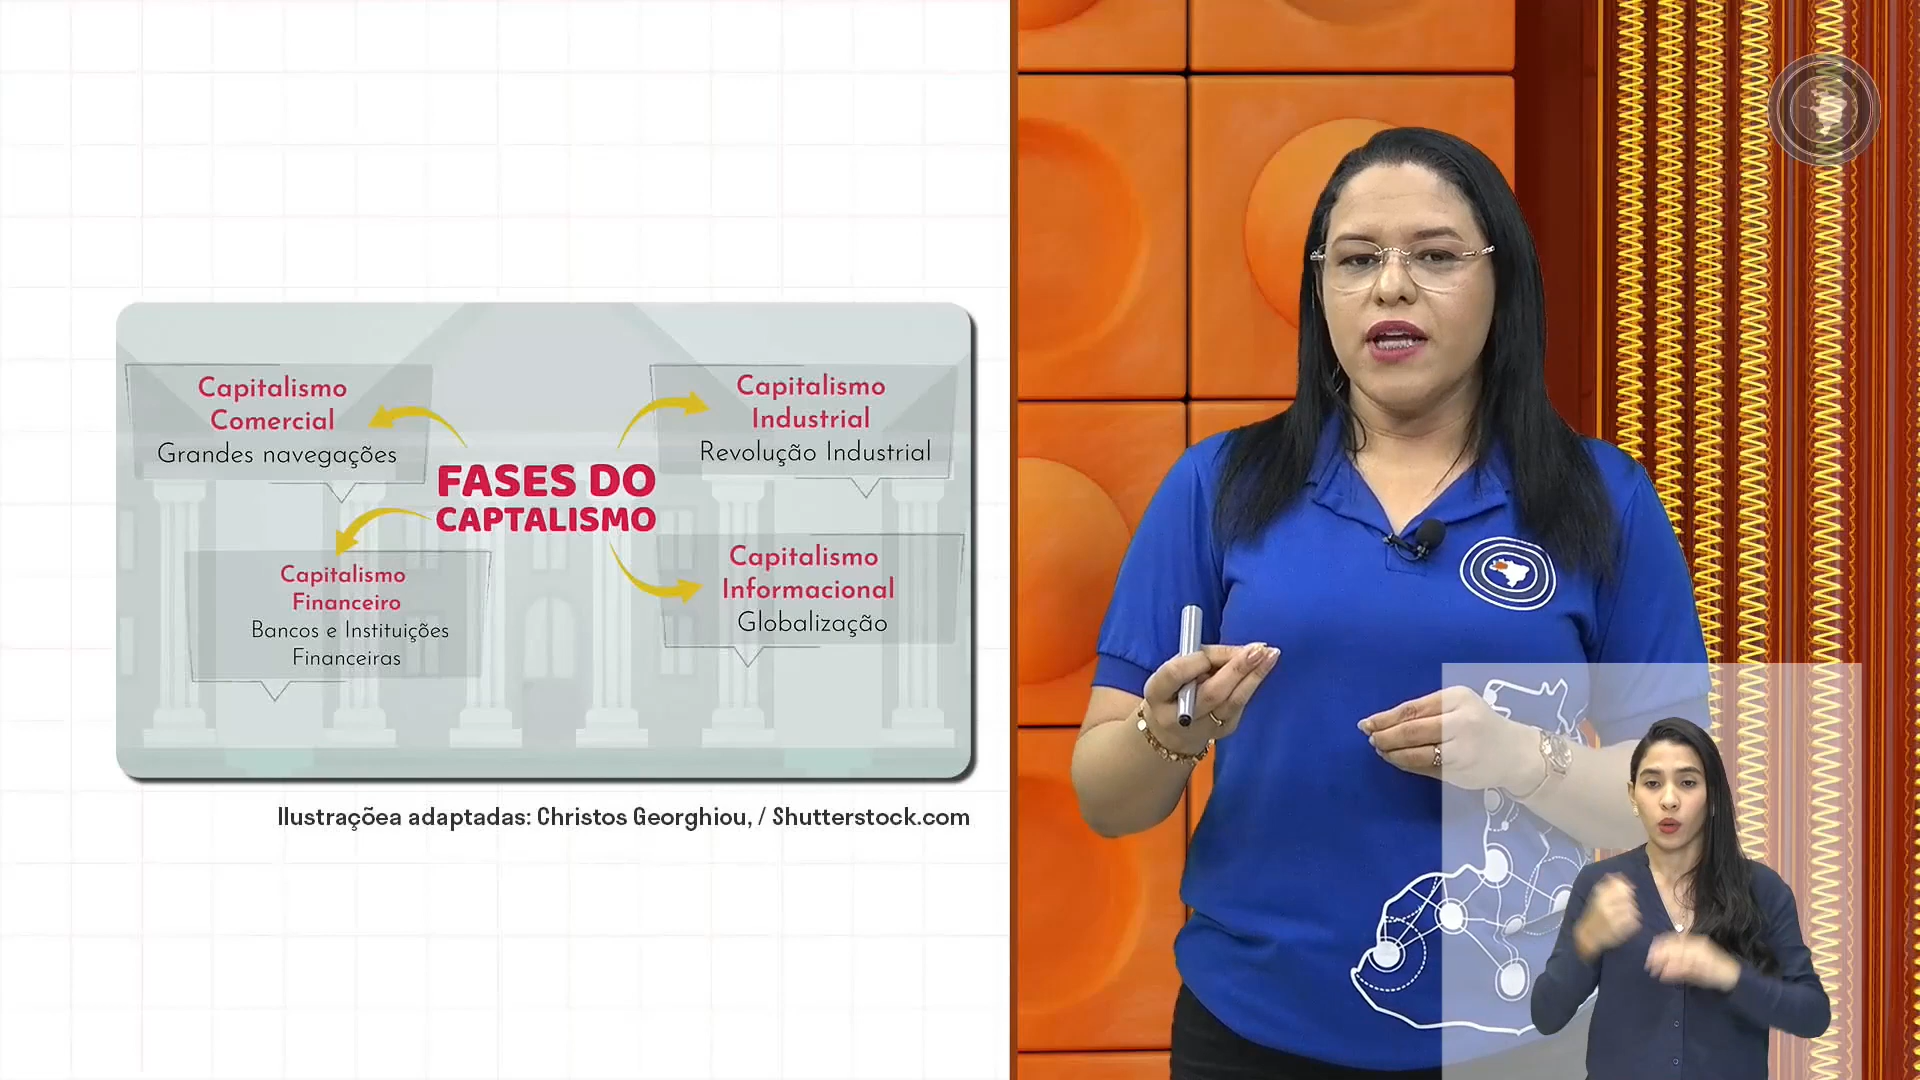 Capitalismo
Comercial
Grandes navegações
Capitalismo
Industrial
Revolução Industrial
FASES DO
CAPTALISMO
Capitalismo
Financeiro
Bancos e Instituições
Financeiras
Capitalismo
Informacional
Globalização
Ilustraçõea adaptadas: Christos Georghiou, / Shutterstock.com